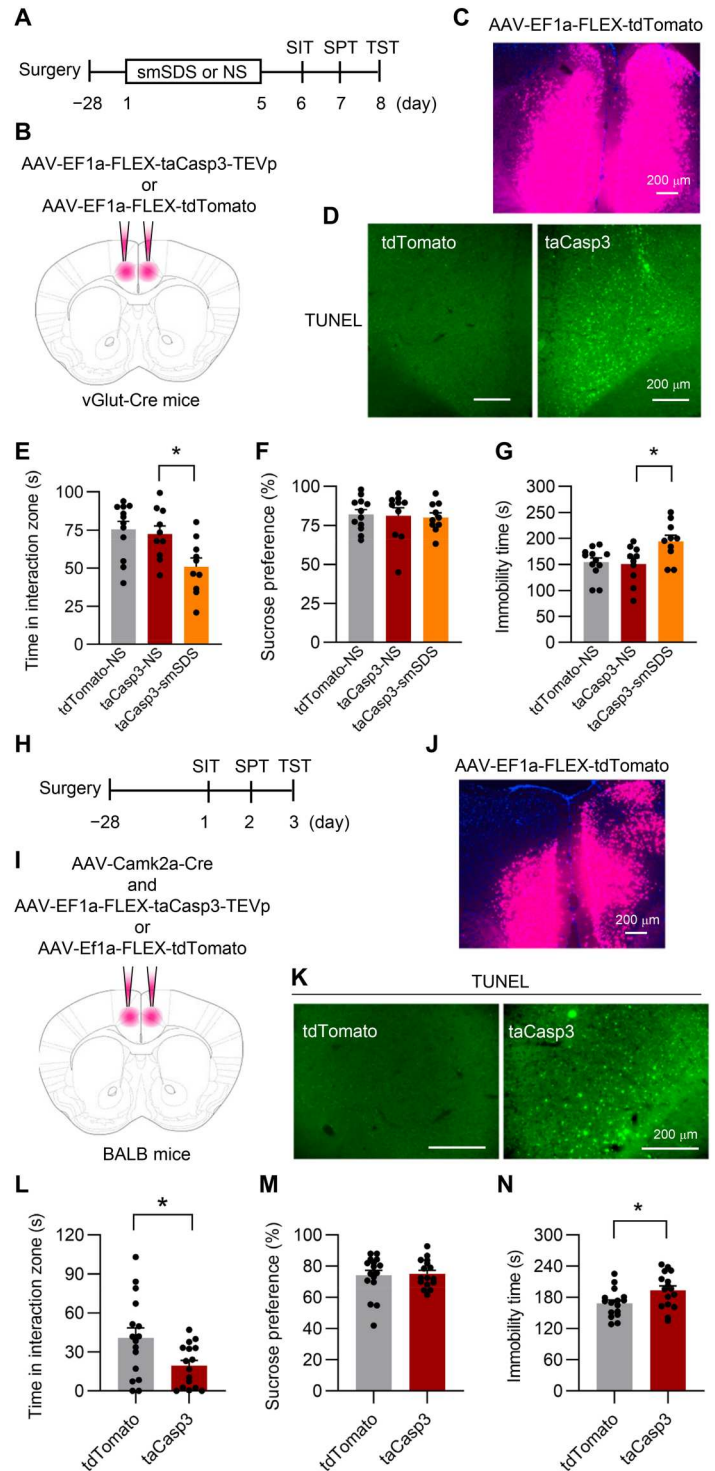 A
SIT SPT TST
Surgery
smSDS or NS
−28 1 5 6 7 8 (day)
B
AAV-EF1a-FLEX-taCasp3-TEVp
or
AAV-EF1a-FLEX-tdTomato
vGlut-Cre mice
C
AAV-EF1a-FLEX-tdTomato
200 μm
D
TUNEL
tdTomato
taCasp3
200 μm
E
Time in interaction zone (s)
100
75
50
25
0
*
tdTomato-NS
taCasp3-NS
taCasp3-smSDS
F
Sucrose preference (%)
100
75
50
25
0
tdTomato-NS
taCasp3-NS
taCasp3-smSDS
G
Immobility time (s)
300
250
200
150
100
50
0
*
tdTomato-NS
taCasp3-NS
taCasp3-smSDS
H
SIT SPT TST
Surgery
−28 1 2 3 (day)
I
AAV-Camk2a-Cre
and
AAV-EF1a-FLEX-taCasp3-TEVp
or
AAV-Ef1a-FLEX-tdTomato
BALB mice
J
AAV-EF1a-FLEX-tdTomato
200 μm
K
TUNEL
tdTomato
taCasp3
200 μm
L
Time in interaction zone (s)
120
90
60
30
0
*
tdTomato
taCasp3
M
Sucrose preference (%)
100
80
60
40
20
0
tdTomato
taCasp3
N
Immobility time (s)
300
240
180
120
60
0
*
tdTomato
taCasp3